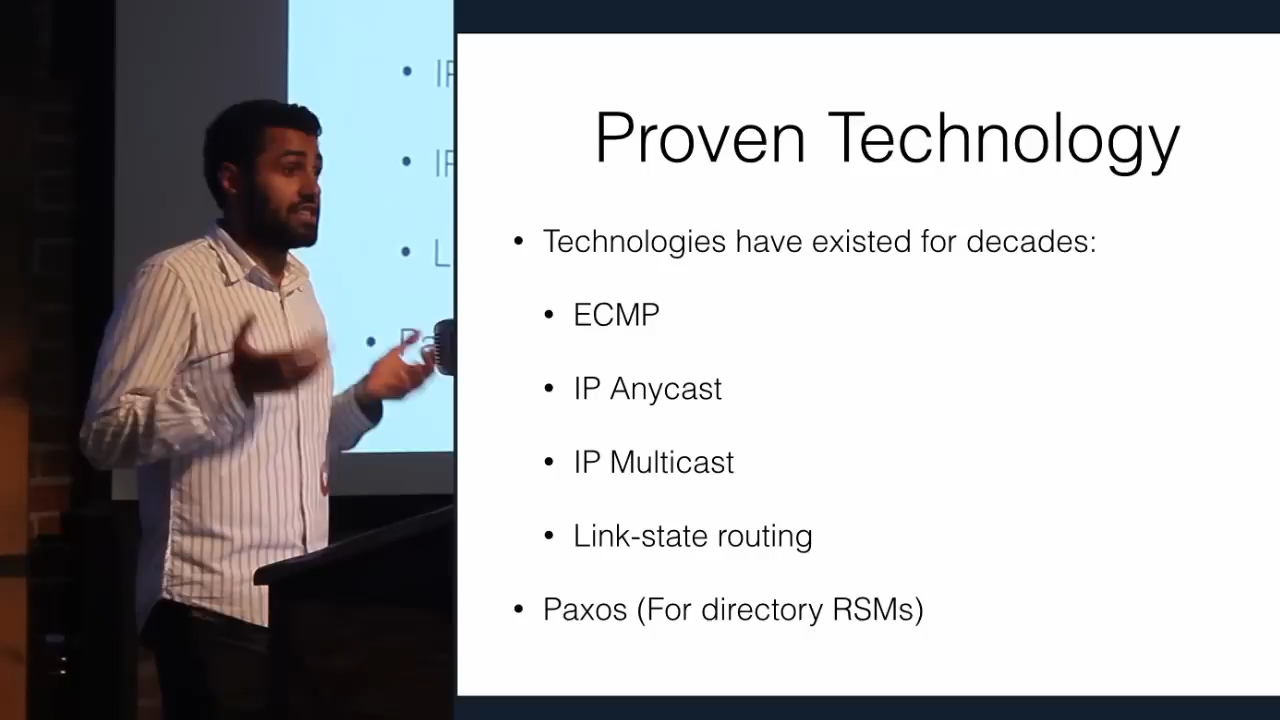 Proven Technology
• Technologies have existed for decades:
• ECMP
• IP Anycast
• IP Multicast
• Link-state routing
• Paxos (For directory RSMs)